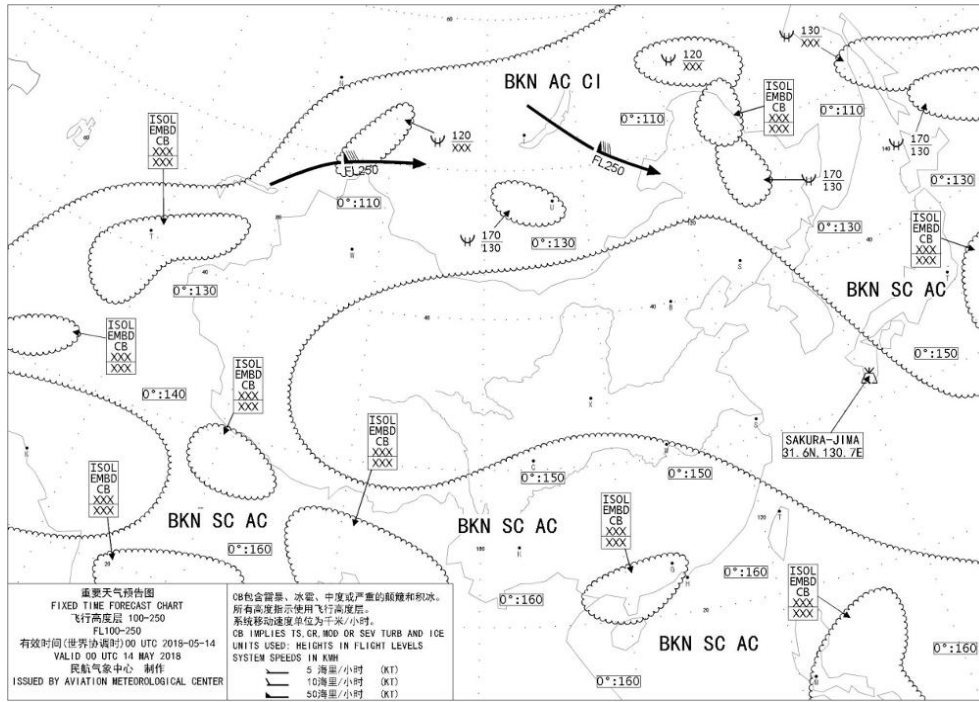 130
XXX
120
XXX
BKN AC CI
ISOL
EMBD
CB
XXX
XXX
0°:110
0°:110
170
130
ISOL
EMBD
CB
XXX
XXX
120
XXX
FL250
FL250
170
130
0°:130
0°:110
170
130
0°:130
0°:130
ISOL
EMBD
CB
XXX
XXX
BKN SC AC
0°:130
ISOL
EMBD
CB
XXX
XXX
0°:150
0°:140
ISOL
EMBD
CB
XXX
XXX
ISOL
EMBD
CB
XXX
XXX
SAKURA-JIMA
31.6N,130.7E
ISOL
EMBD
CB
XXX
XXX
0°:150
0°:150
BKN SC AC
BKN SC AC
ISOL
EMBD
CB
XXX
XXX
BKN SC AC
0°:160
0°:160
0°:160
ISOL
EMBD
CB
XXX
XXX
BKN SC AC
0°:160
0°:160
重要天气预告图
FIXED TIME FORECAST CHART
飞行高度层 100-250
FL100-250
有效时间(世界协调时)00 UTC 2018-05-14
VALID 00 UTC 14 MAY 2018
民航气象中心 制作
ISSUED BY AVIATION METEOROLOGICAL CENTER
CB包含雷暴、冰雹、中度或严重的颠簸和积冰。
所有高度指示使用飞行高度层。
系统移动速度单位为千米/小时。
CB IMPLIES TS,GR,MOD OR SEV TURB AND ICE
UNITS USED: HEIGHTS IN FLIGHT LEVELS
SYSTEM SPEEDS IN KMH
5 海里/小时 (KT)
10海里/小时 (KT)
50海里/小时 (KT)